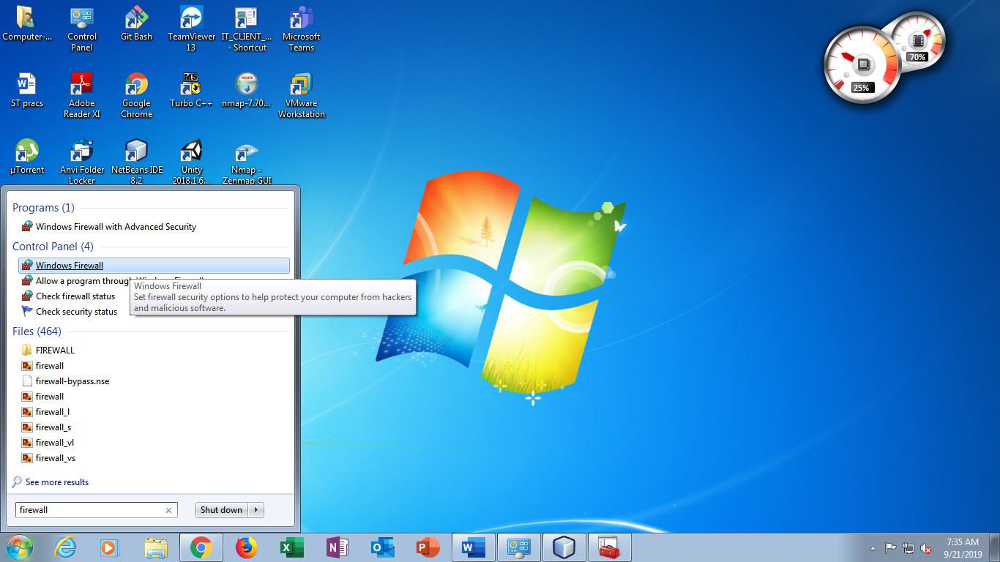 Computer-...
Control
Panel
Git Bash
TeamViewer
13
IT_CLIENT_...
- Shortcut
Microsoft
Teams
ST pracs
Adobe
Reader XI
Google
Chrome
MS
Turbo C++
nmap-7.70...
VMware
Workstation
µTorrent
Anvi Folder
Locker
NetBeans IDE
8.2
Unity
2018.1.6...
Nmap -
Zenmap GUI
70%
25%
Programs (1)
Windows Firewall with Advanced Security
Control Panel (4)
Windows Firewall
Allow a program through Windows Firewall
Windows Firewall
Set firewall security options to help protect your computer from hackers
and malicious software.
Check firewall status
Check security status
Files (464)
FIREWALL
firewall
firewall-bypass.nse
firewall
firewall_l
firewall_s
firewall_vl
firewall_vs
See more results
firewall
Shut down
7:35 AM
9/21/2019